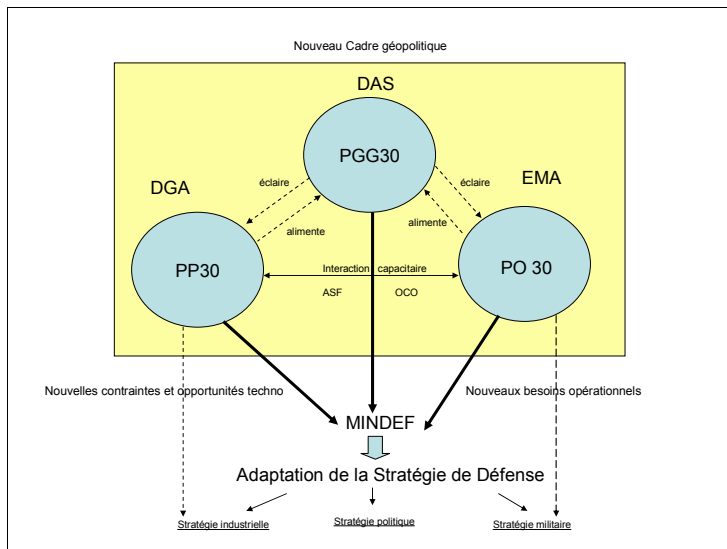 Nouveau Cadre géopolitique
DAS
PGG30
DGA
EMA
éclaire
éclaire
alimente
alimente
PP30
PO 30
Interaction capacitaire
ASF
OCO
Nouvelles contraintes et opportunités techno
Nouveaux besoins opérationnels
MINDEF
Adaptation de la Stratégie de Défense
Stratégie industrielle
Stratégie politique
Stratégie militaire